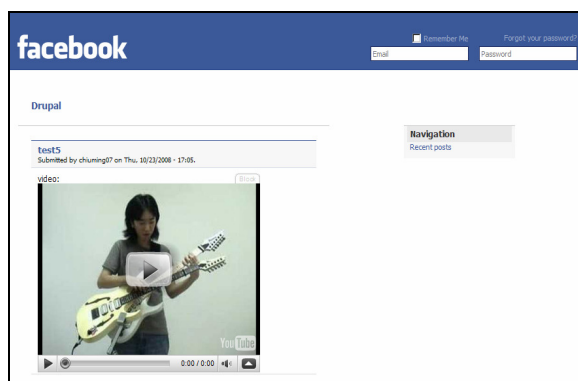 facebook
Remember Me
Forgot your password?
Email
Password
Drupal
Navigation
Recent posts
test5
Submitted by chiuming07 on Thu, 10/23/2008 - 17:05.
video:
Block
YouTube
0:00 / 0:00